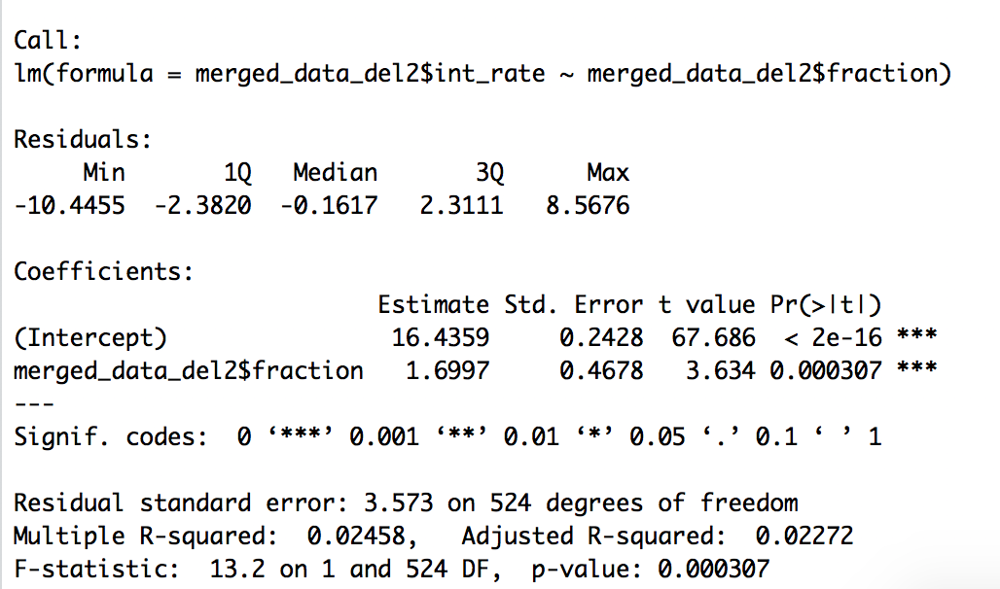 Call:
lm(formula = merged_data_del2$int_rate ~ merged_data_del2$fraction)
Residuals:
     Min       1Q   Median       3Q      Max
-10.4455  -2.3820  -0.1617   2.3111   8.5676
Coefficients:
                          Estimate Std. Error t value Pr(>|t|)
(Intercept)                16.4359     0.2428  67.686  < 2e-16 ***
merged_data_del2$fraction   1.6997     0.4678   3.634 0.000307 ***
---
Signif. codes:  0 ‘***’ 0.001 ‘**’ 0.01 ‘*’ 0.05 ‘.’ 0.1 ‘ ’ 1
Residual standard error: 3.573 on 524 degrees of freedom
Multiple R-squared:  0.02458,   Adjusted R-squared:  0.02272
F-statistic:  13.2 on 1 and 524 DF,  p-value: 0.000307